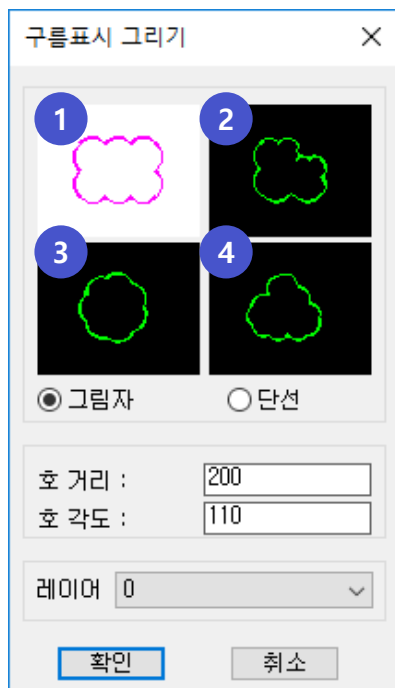 구름표시 그리기
1 2
3 4
그림자 단선
호 거리 : 200
호 각도 : 110
레이어 0
확인 취소